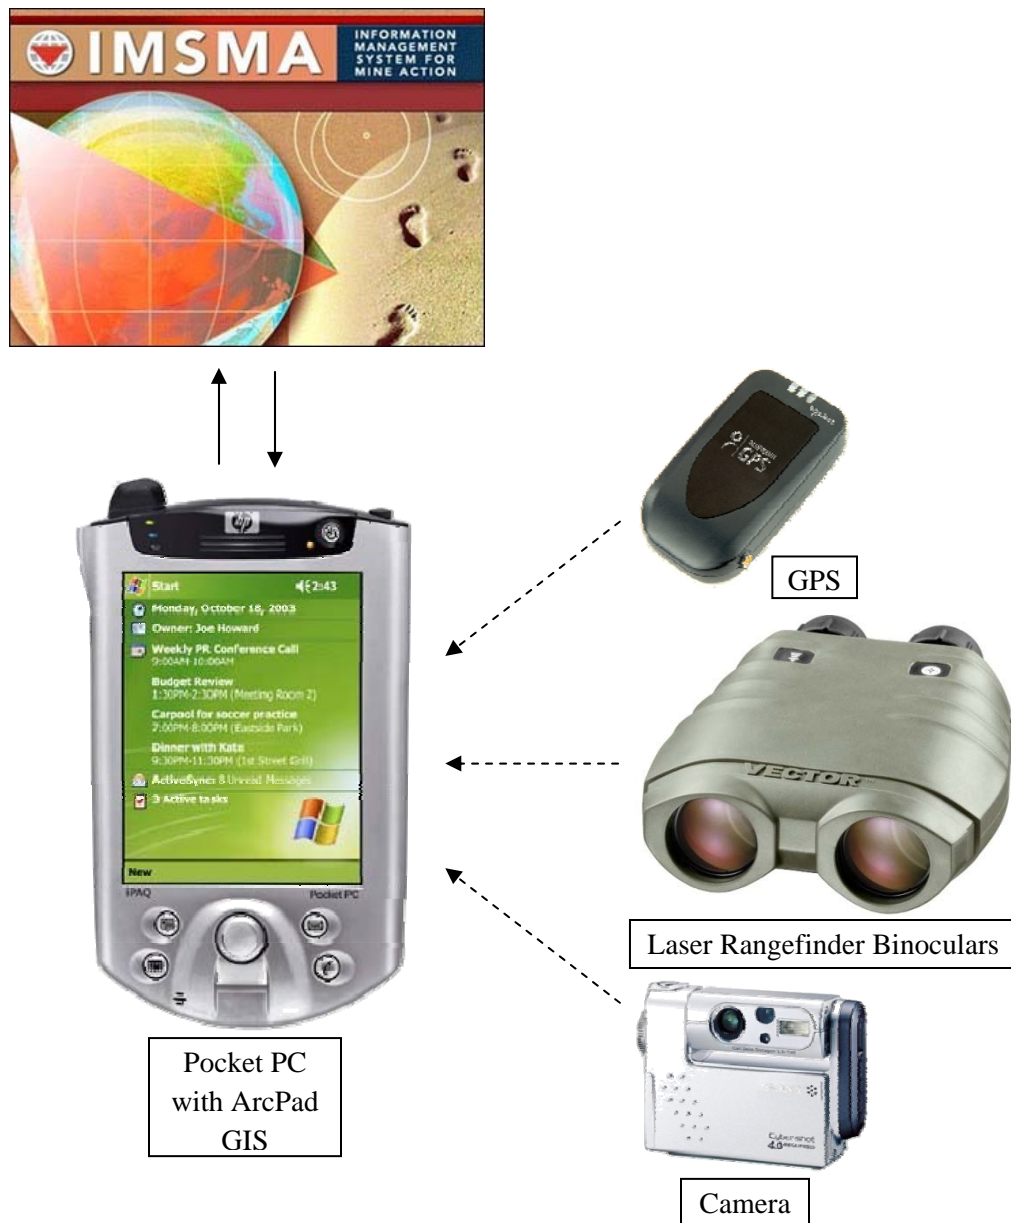 IMSMA
INFORMATION
MANAGEMENT
SYSTEM FOR
MINE ACTION
GPS
GPS
hp
Start 2:43
Monday, October 18, 2003
Owner: Joe Howard
Weekly PR Conference Call
9:00AM-10:00AM
Budget Review
1:30PM-2:30PM (Meeting Room 2)
Carpool for soccer practice
7:00PM-8:00PM (Eastside Park)
Dinner with Kate
9:30PM-11:30PM (1st Street Grill)
ActiveSync: 8 Unread Messages
3 Active tasks
New
iPAQ Pocket PC
VECTOR
Laser Rangefinder Binoculars
Cyber-shot
4.0 MEGA PIXELS
Pocket PC
with ArcPad
GIS
Camera